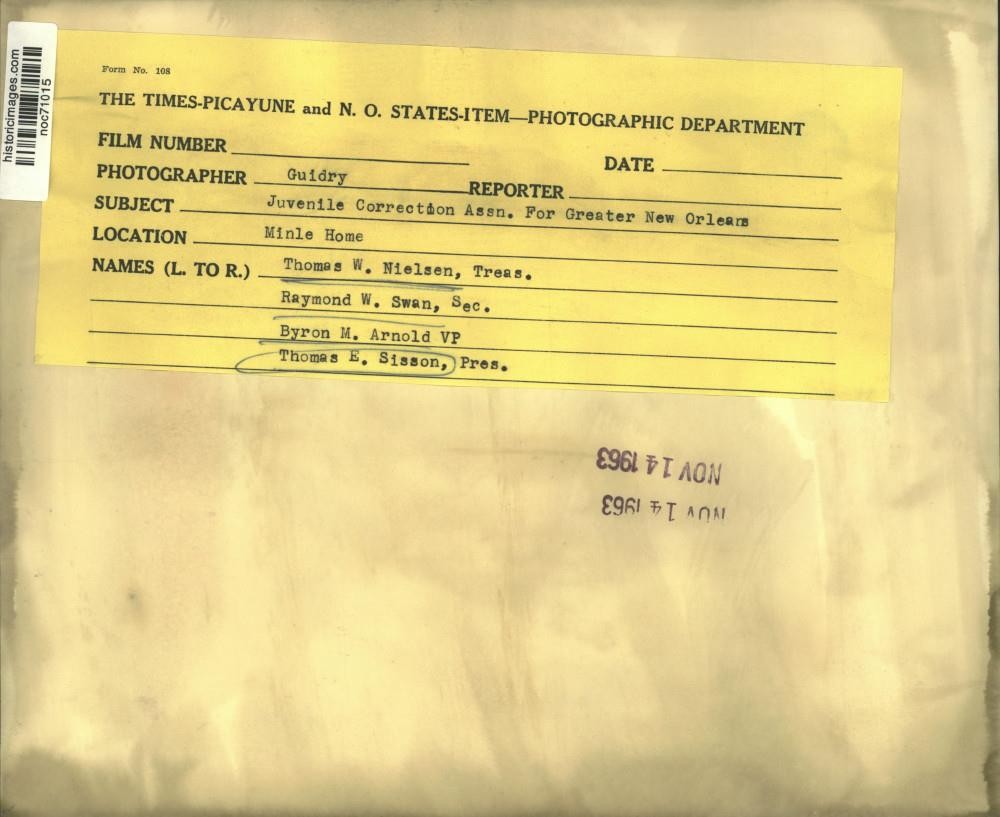 historicimages.com
noc71015
Form No. 108
THE TIMES-PICAYUNE and N. O. STATES-ITEM—PHOTOGRAPHIC DEPARTMENT
FILM NUMBER
DATE
PHOTOGRAPHER Guidry REPORTER
SUBJECT Juvenile Correction Assn. For Greater New Orleans
LOCATION Minle Home
NAMES (L. TO R.) Thomas W. Nielsen, Treas.
Raymond W. Swan, Sec.
Byron M. Arnold VP
Thomas E. Sisson, Pres.
NOV 14 1963
NOV 14 1963